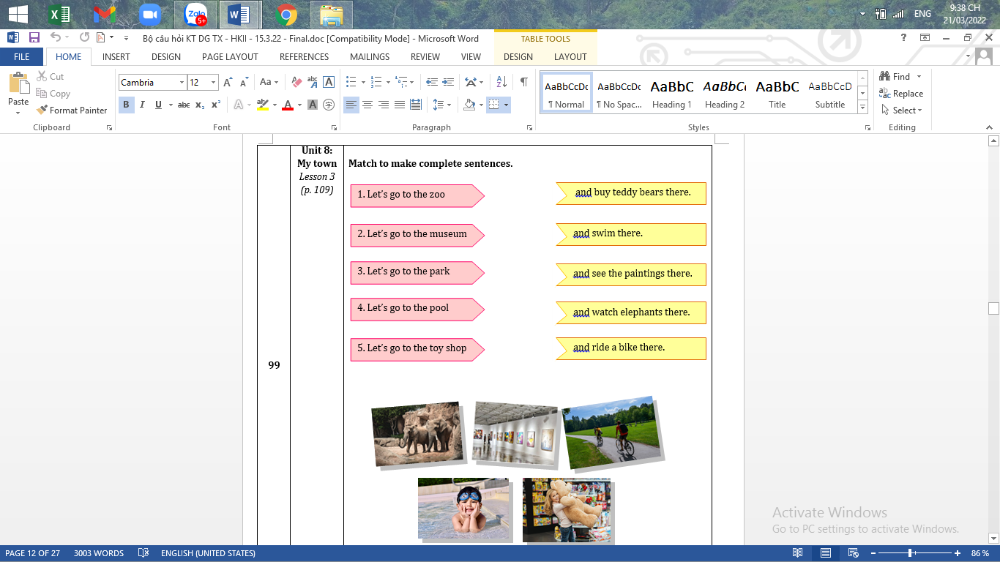 Zalo
5+
ENG
9:38 CH
21/03/2022
Bộ câu hỏi KT DG TX - HKII - 15.3.22 - Final.doc [Compatibility Mode] - Microsoft Word
TABLE TOOLS
FILE
HOME
INSERT
DESIGN
PAGE LAYOUT
REFERENCES
MAILINGS
REVIEW
VIEW
DESIGN
LAYOUT
Paste
Cut
Copy
Format Painter
Clipboard
Cambria
12
Font
Paragraph
AaBbCcDc
¶ Normal
AaBbCcDc
¶ No Spac...
AaBbC
Heading 1
AaBbCc
Heading 2
AaBbC
Title
AaBbCcD
Subtitle
Styles
Find
Replace
Select
Editing
99
Unit 8:
My town
Lesson 3
(p. 109)
Match to make complete sentences.
1. Let's go to the zoo
and buy teddy bears there.
2. Let's go to the museum
and swim there.
3. Let's go to the park
and see the paintings there.
4. Let's go to the pool
and watch elephants there.
5. Let's go to the toy shop
and ride a bike there.
Activate Windows
Go to PC settings to activate Windows.
PAGE 12 OF 27
3003 WORDS
ENGLISH (UNITED STATES)
86 %